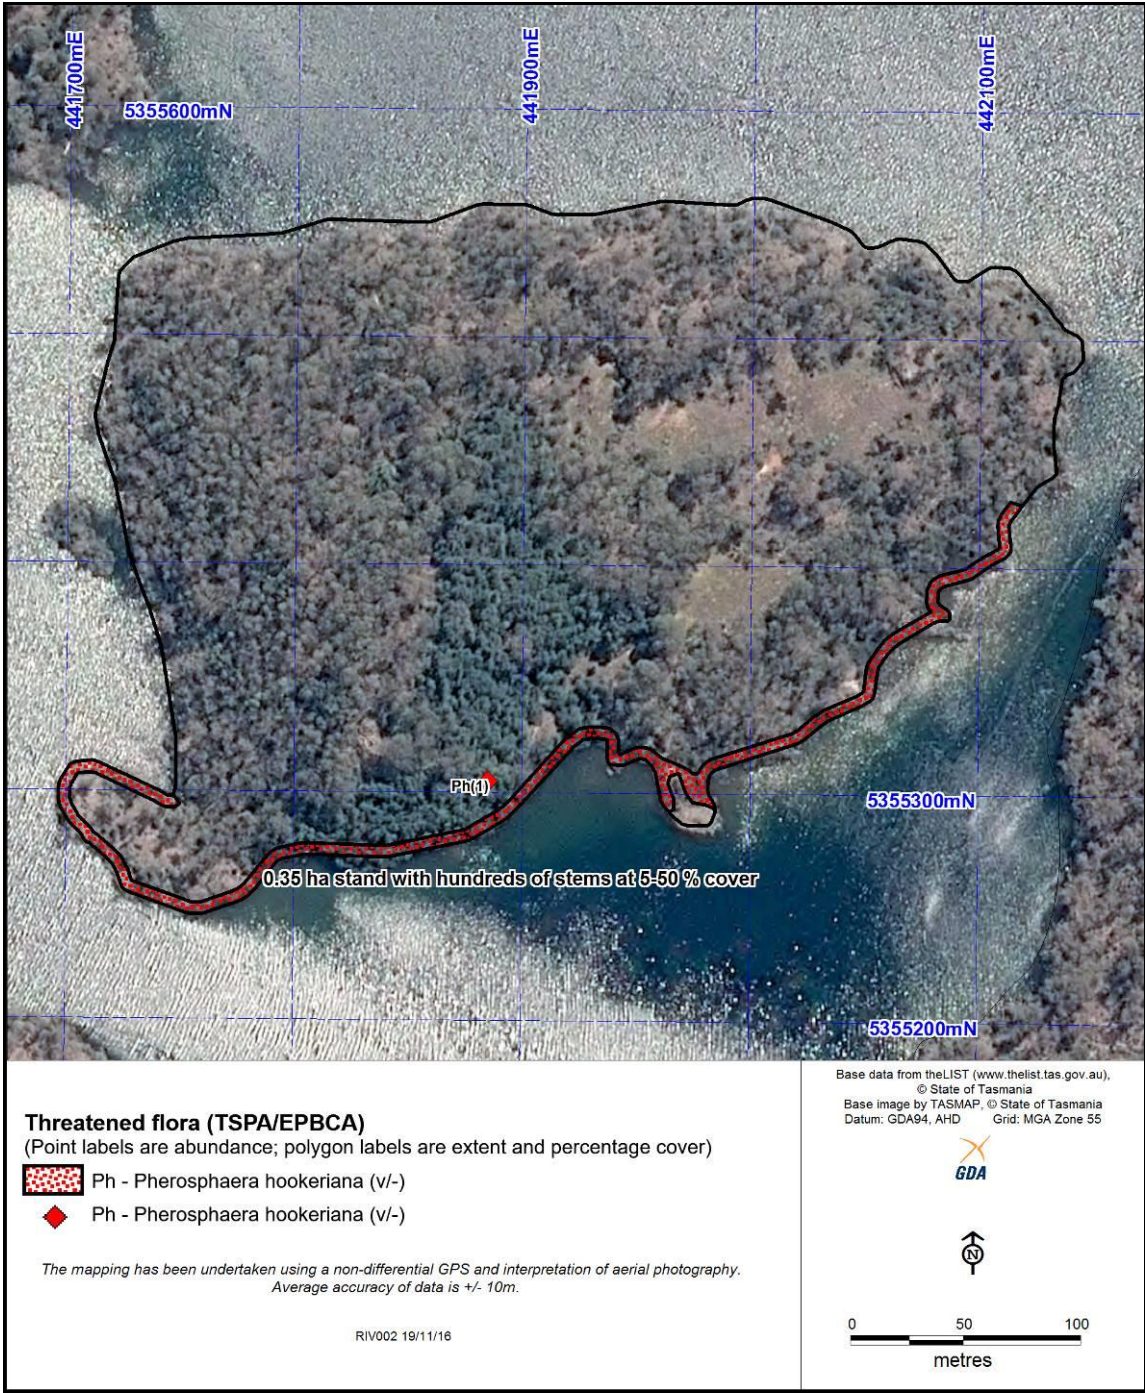 441700mE
441900mE
442100mE
5355600mN
Ph(1)
5355300mN
0.35 ha stand with hundreds of stems at 5-50 % cover
5355200mN
Threatened flora (TSPA/EPBCA)
(Point labels are abundance; polygon labels are extent and percentage cover)
Ph - Pherosphaera hookeriana (v/-)
Ph - Pherosphaera hookeriana (v/-)
The mapping has been undertaken using a non-differential GPS and interpretation of aerial photography.
Average accuracy of data is +/- 10m.
RIV002 19/11/16
Base data from theLIST (www.thelist.tas.gov.au),
© State of Tasmania
Base image by TASMAP, © State of Tasmania
Datum: GDA94, AHD Grid: MGA Zone 55
GDA
N
0 50 100
metres